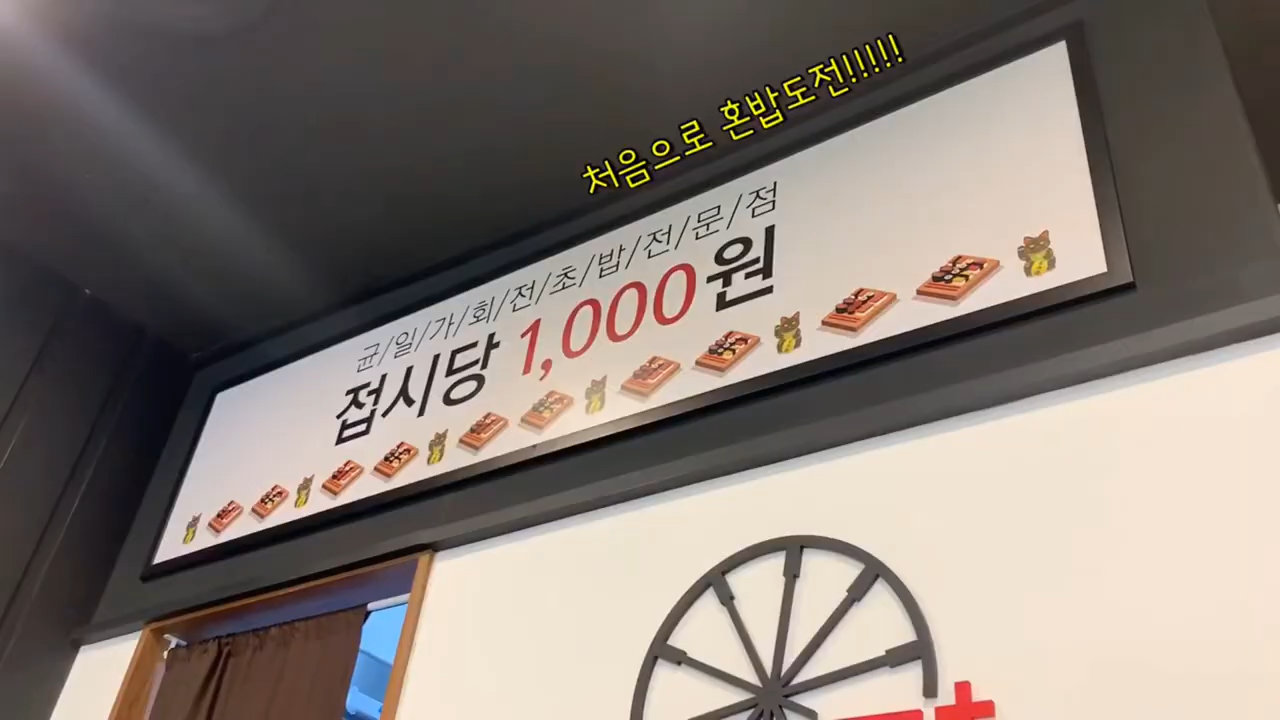 처음으로 혼밥도전!!!!!
균/일/가/회/전/초/밥/전/문/점
접시당 1,000원